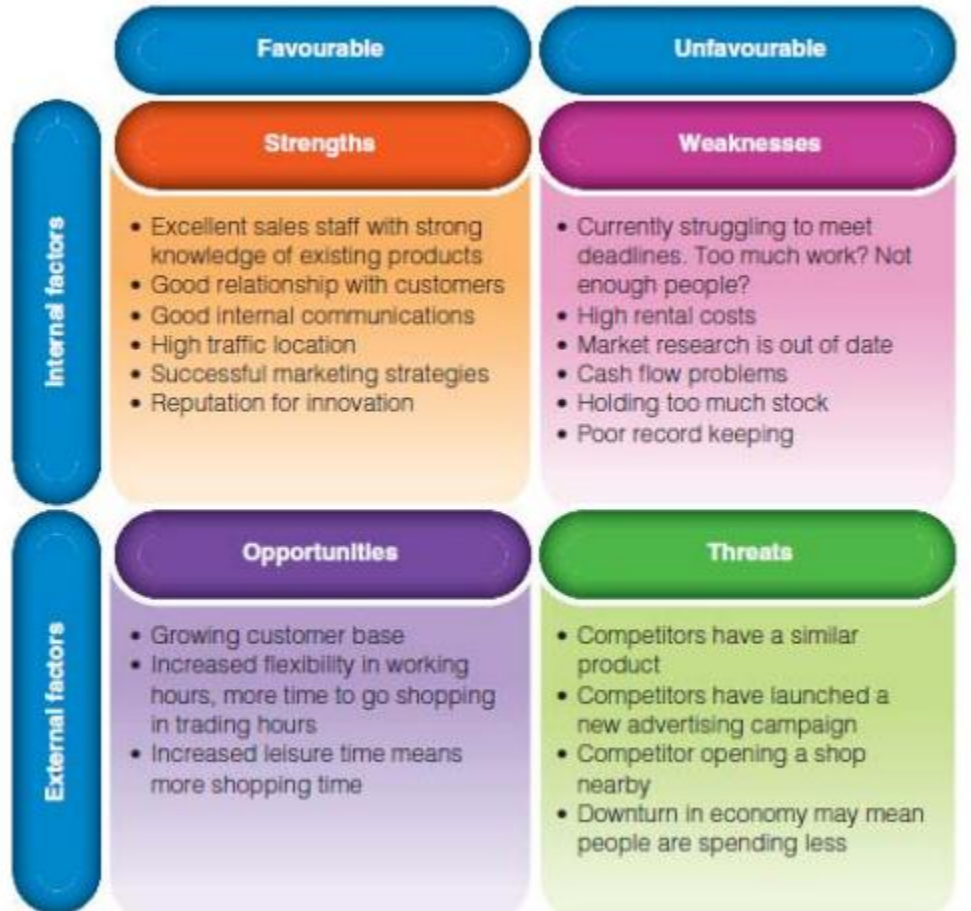 Favourable
Unfavourable
Internal factors
Strengths
• Excellent sales staff with strong
knowledge of existing products
• Good relationship with customers
• Good internal communications
• High traffic location
• Successful marketing strategies
• Reputation for innovation
Weaknesses
• Currently struggling to meet
deadlines. Too much work? Not
enough people?
• High rental costs
• Market research is out of date
• Cash flow problems
• Holding too much stock
• Poor record keeping
External factors
Opportunities
• Growing customer base
• Increased flexibility in working
hours, more time to go shopping
in trading hours
• Increased leisure time means
more shopping time
Threats
• Competitors have a similar
product
• Competitors have launched a
new advertising campaign
• Competitor opening a shop
nearby
• Downturn in economy may mean
people are spending less